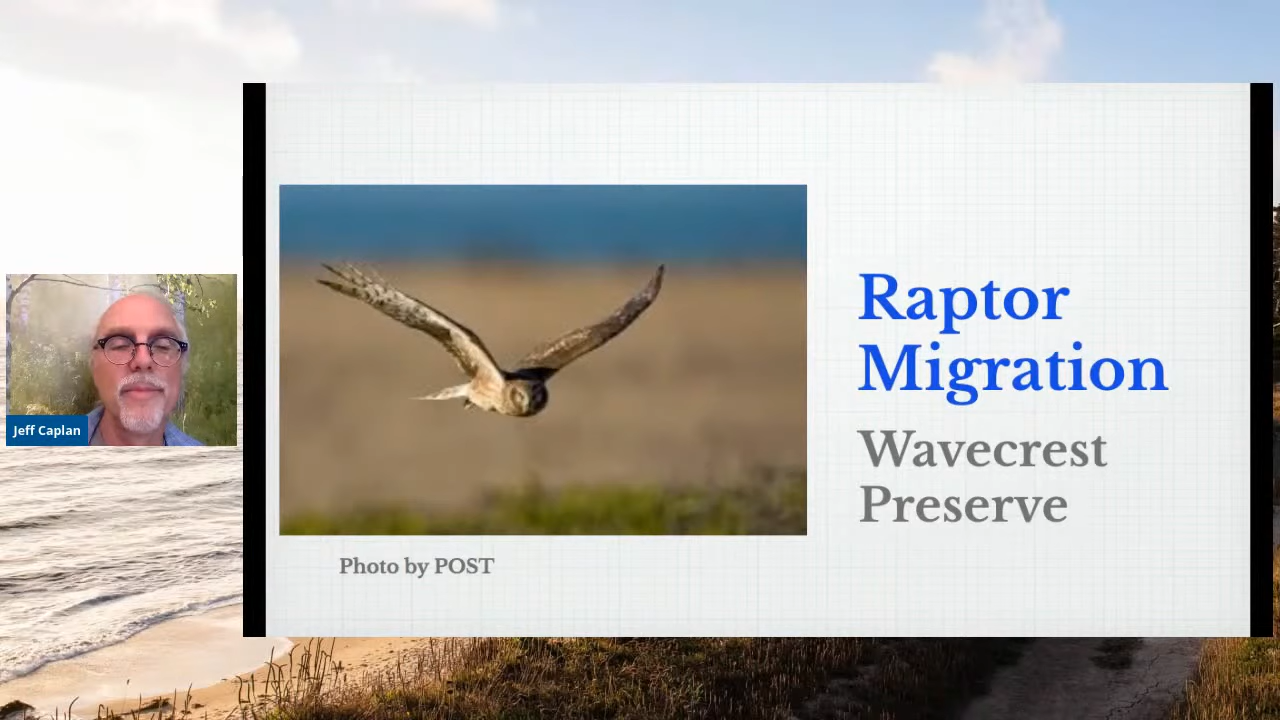 Jeff Caplan
Raptor
Migration
Wavecrest
Preserve
Photo by POST